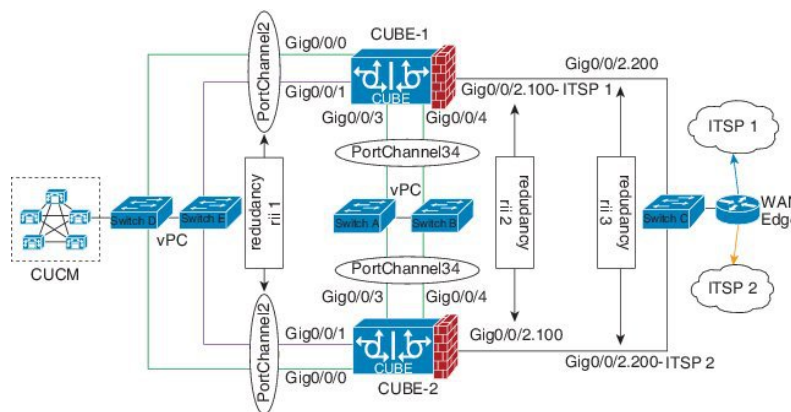 CUBE-1
PortChannel2
Gig0/0/0
Gig0/0/1
CUBE
Gig0/0/3
Gig0/0/4
Gig0/0/2.100-ITSP 1
Gig0/0/2.200
PortChannel34
redudancy
rii 1
redudancy
rii 2
redudancy
rii 3
ITSP 1
CUCM
Switch D
Switch E
vPC
vPC
Switch A
Switch B
Switch C
WAN
Edge
ITSP 2
PortChannel34
Gig0/0/3
Gig0/0/4
PortChannel2
Gig0/0/1
Gig0/0/0
CUBE
CUBE-2
Gig0/0/2.100
Gig0/0/2.200-ITSP 2